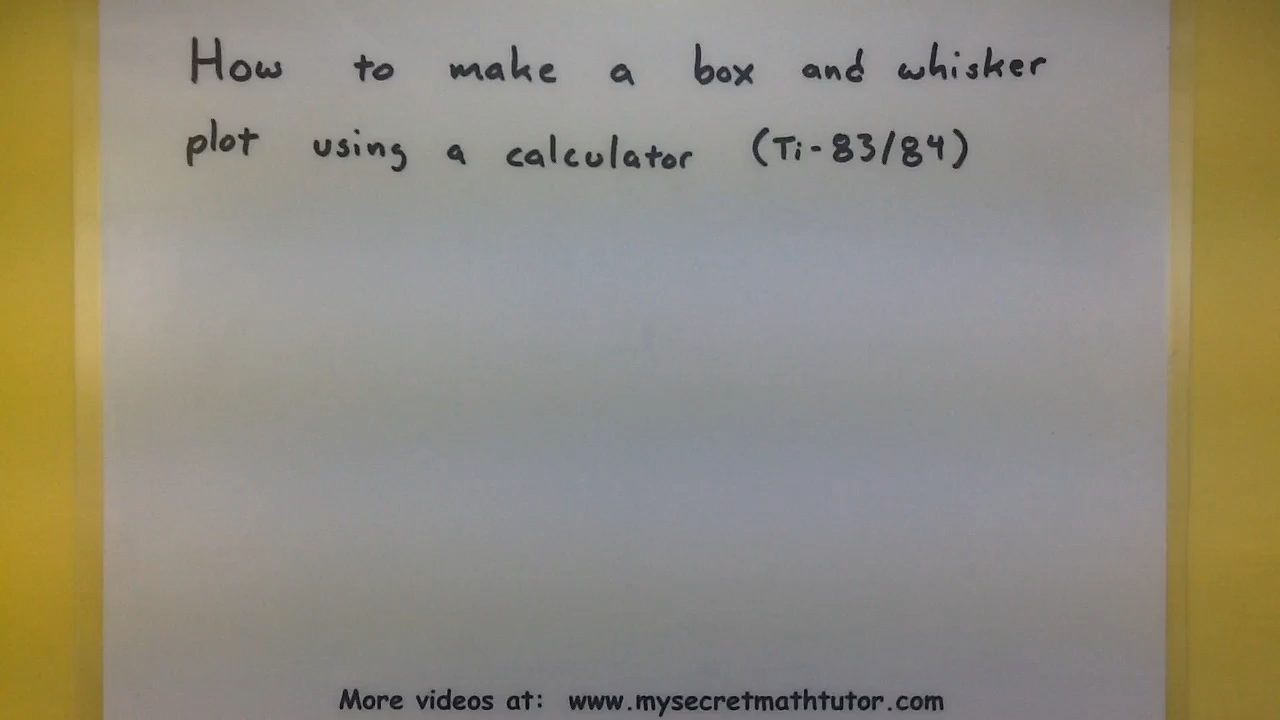 How to make a box and whisker
plot using a calculator (Ti-83/84)
More videos at: www.mysecretmathtutor.com